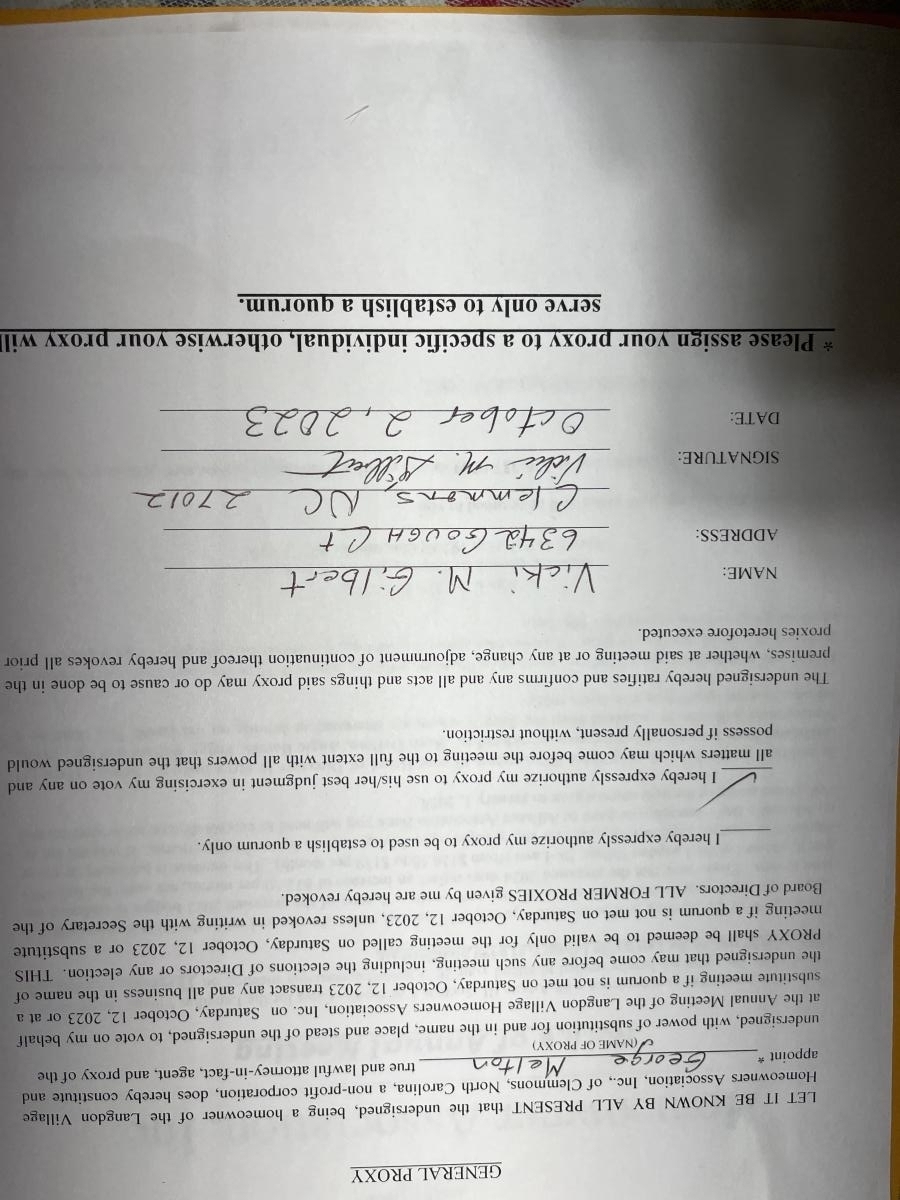 GENERAL PROXY
LET IT BE KNOWN BY ALL PRESENT that the undersigned, being a homeowner of the Langdon Village
Homeowners Association, Inc., of Clemmons, North Carolina, a non-profit corporation, does hereby constitute and
appoint * George Melton true and lawful attorney-in-fact, agent, and proxy of the
(NAME OF PROXY)
undersigned, with power of substitution for and in the name, place and stead of the undersigned, to vote on my behalf
at the Annual Meeting of the Langdon Village Homeowners Association, Inc. on Saturday, October 12, 2023 or at a
substitute meeting if a quorum is not met on Saturday, October 12, 2023 transact any and all business in the name of
the undersigned that may come before any such meeting, including the elections of Directors or any election. THIS
PROXY shall be deemed to be valid only for the meeting called on Saturday, October 12, 2023 or a substitute
meeting if a quorum is not met on Saturday, October 12, 2023, unless revoked in writing with the Secretary of the
Board of Directors. ALL FORMER PROXIES given by me are hereby revoked.
____I hereby expressly authorize my proxy to be used to establish a quorum only.
✓ I hereby expressly authorize my proxy to use his/her best judgment in exercising my vote on any and
all matters which may come before the meeting to the full extent with all powers that the undersigned would
possess if personally present, without restriction.
The undersigned hereby ratifies and confirms any and all acts and things said proxy may do or cause to be done in the
premises, whether at said meeting or at any change, adjournment of continuation thereof and hereby revokes all prior
proxies heretofore executed.
NAME: Vicki M. Gilbert
ADDRESS: 6342 GOUGH Ct
Clemmons, NC 27012
SIGNATURE: Vicki M. Gilbert
DATE: October 2, 2023
* Please assign your proxy to a specific individual, otherwise your proxy will
serve only to establish a quorum.